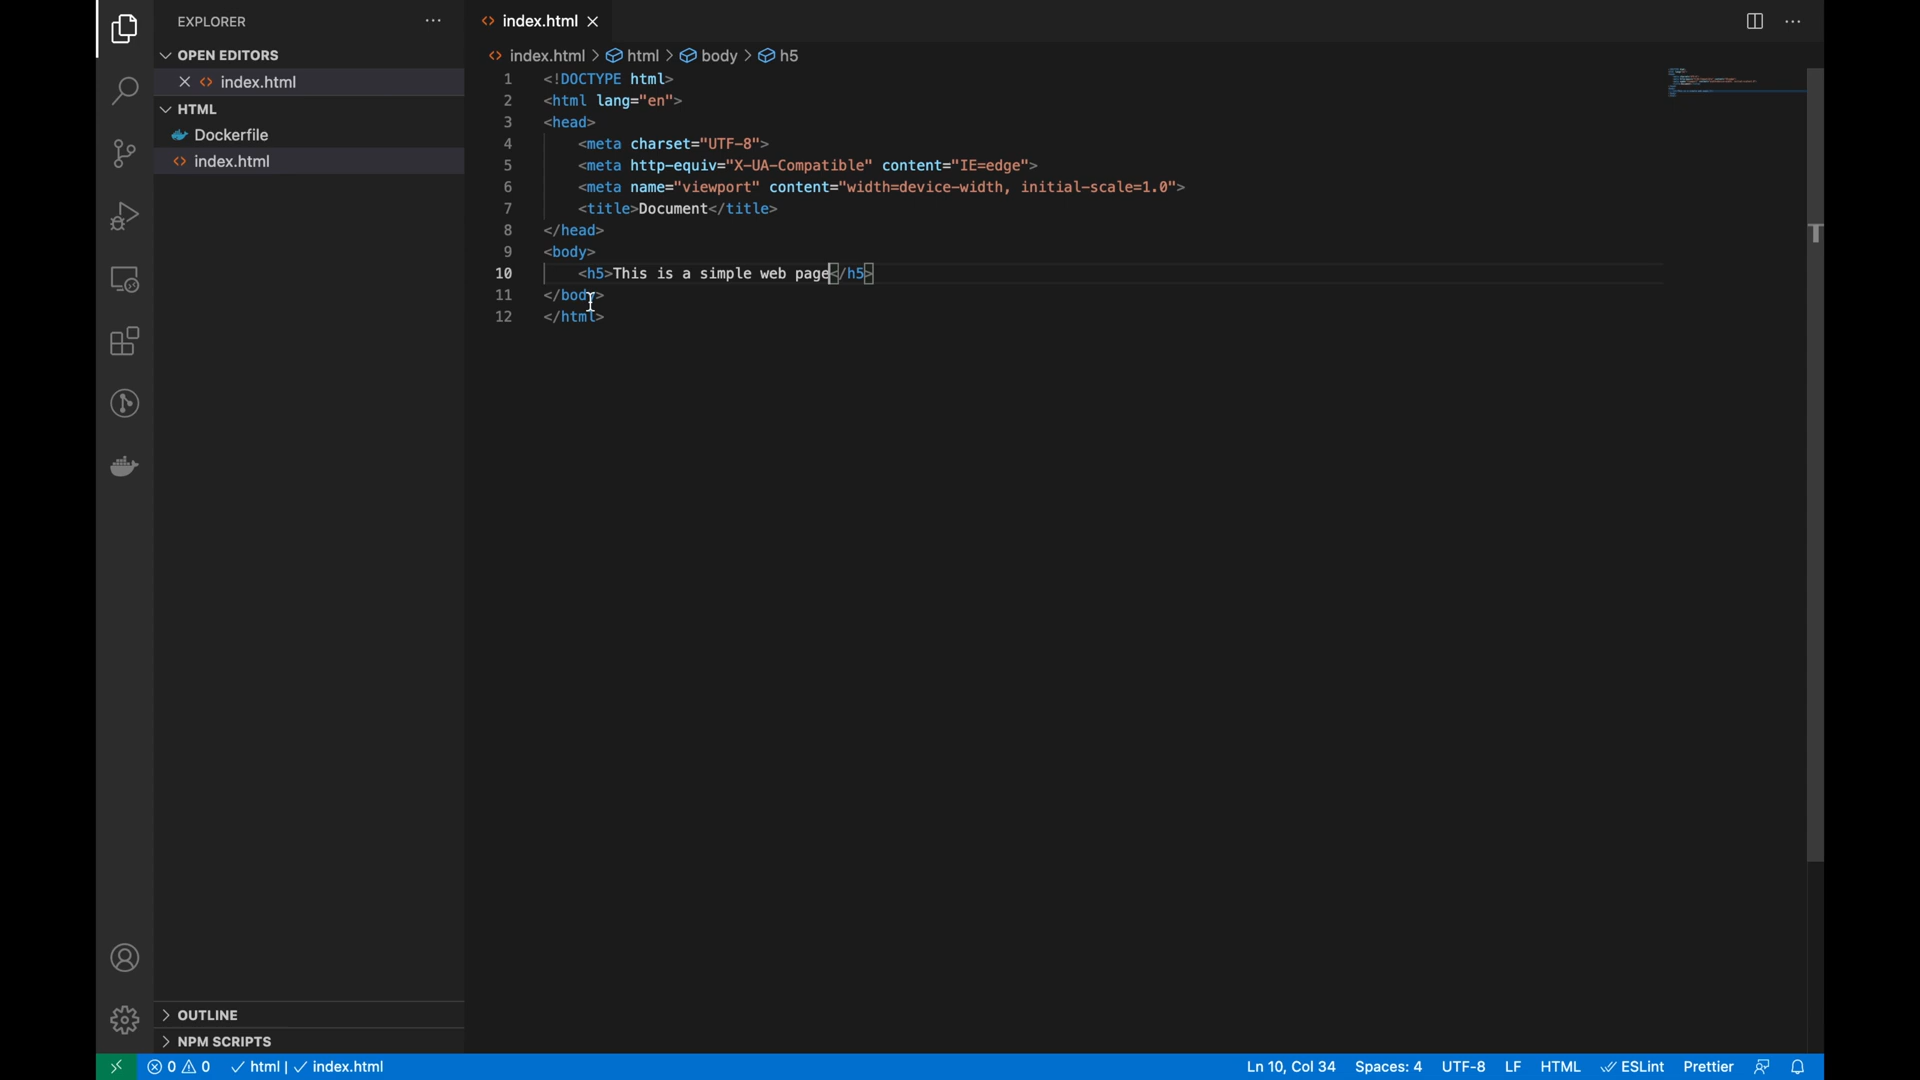 EXPLORER
OPEN EDITORS
index.html
HTML
Dockerfile
index.html
OUTLINE
NPM SCRIPTS
index.html
index.html > html > body > h5
1 <!DOCTYPE html>
2 <html lang="en">
3 <head>
4 <meta charset="UTF-8">
5 <meta http-equiv="X-UA-Compatible" content="IE=edge">
6 <meta name="viewport" content="width=device-width, initial-scale=1.0">
7 <title>Document</title>
8 </head>
9 <body>
10 <h5>This is a simple web page</h5>
11 </body>
12 </html>
0 0 html | index.html Ln 10, Col 34 Spaces: 4 UTF-8 LF HTML ESLint Prettier